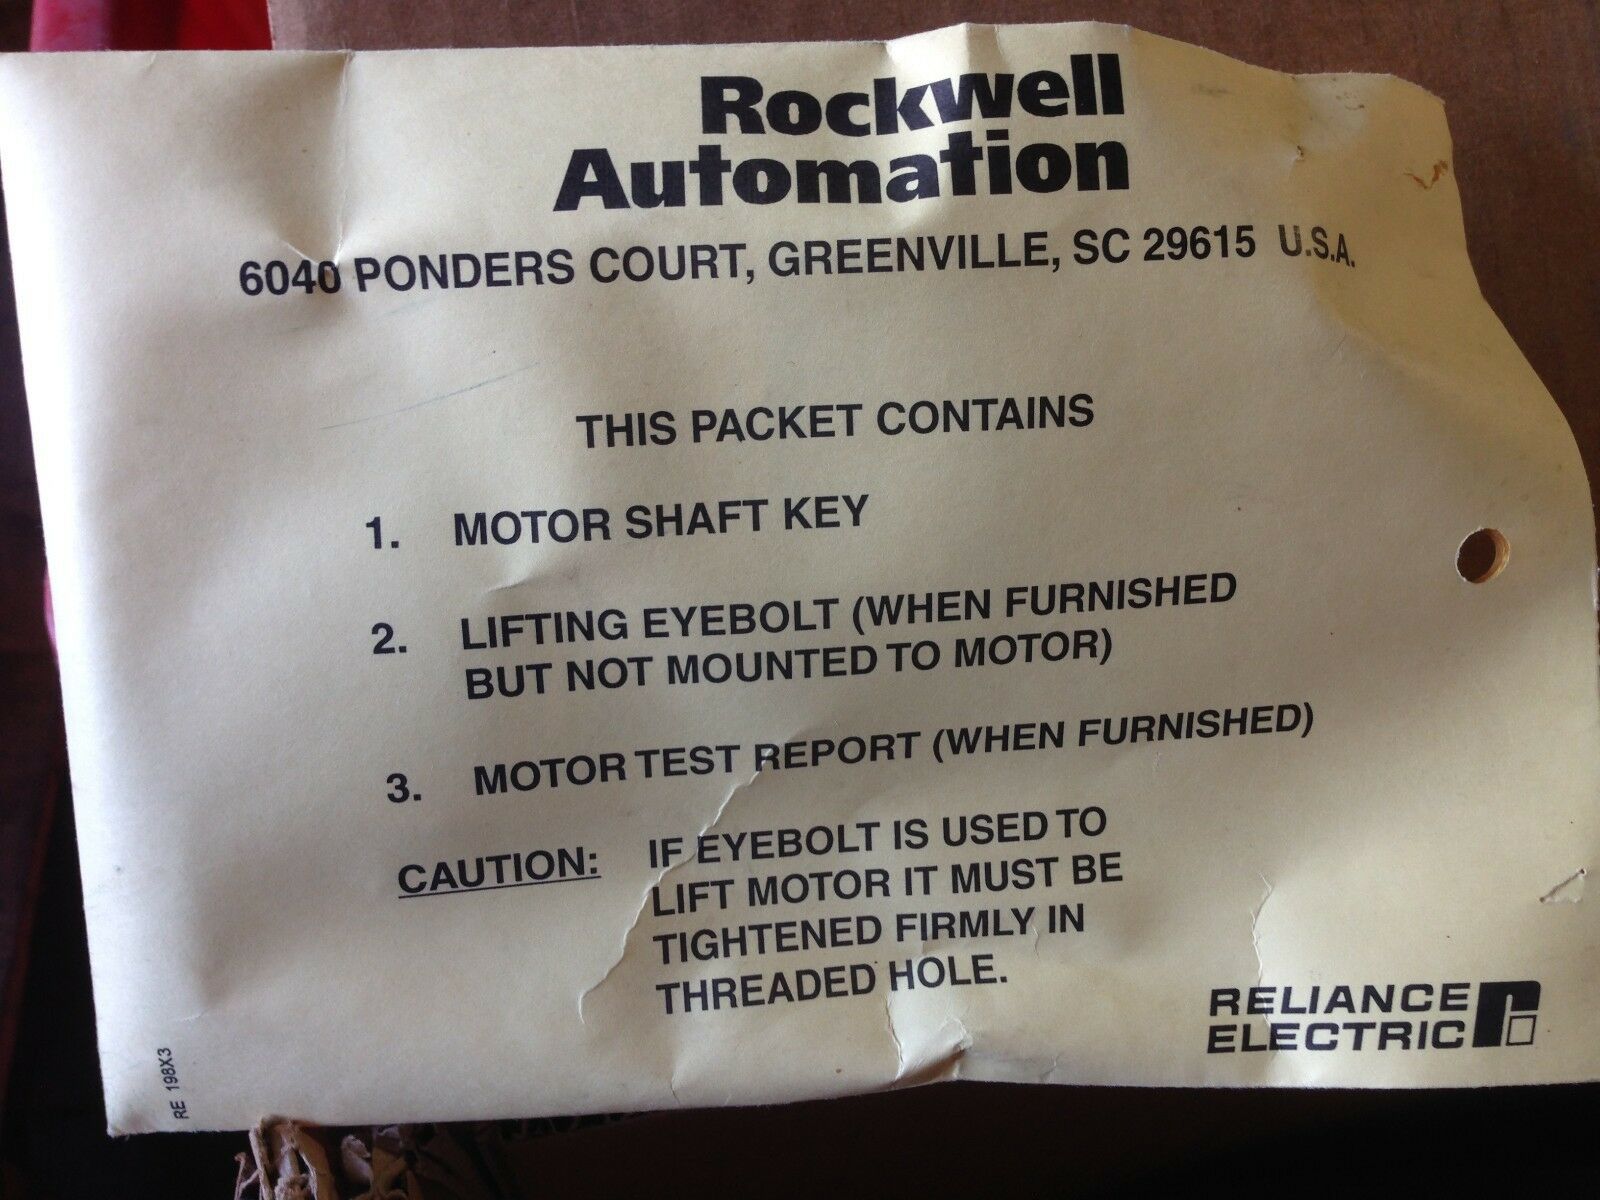 Rockwell
Automation
6040 PONDERS COURT, GREENVILLE, SC 29615 U.S.A.
THIS PACKET CONTAINS
1. MOTOR SHAFT KEY
2. LIFTING EYEBOLT (WHEN FURNISHED
BUT NOT MOUNTED TO MOTOR)
3. MOTOR TEST REPORT (WHEN FURNISHED)
CAUTION: IF EYEBOLT IS USED TO
LIFT MOTOR IT MUST BE
TIGHTENED FIRMLY IN
THREADED HOLE.
RELIANCE
ELECTRIC
RE 198X3